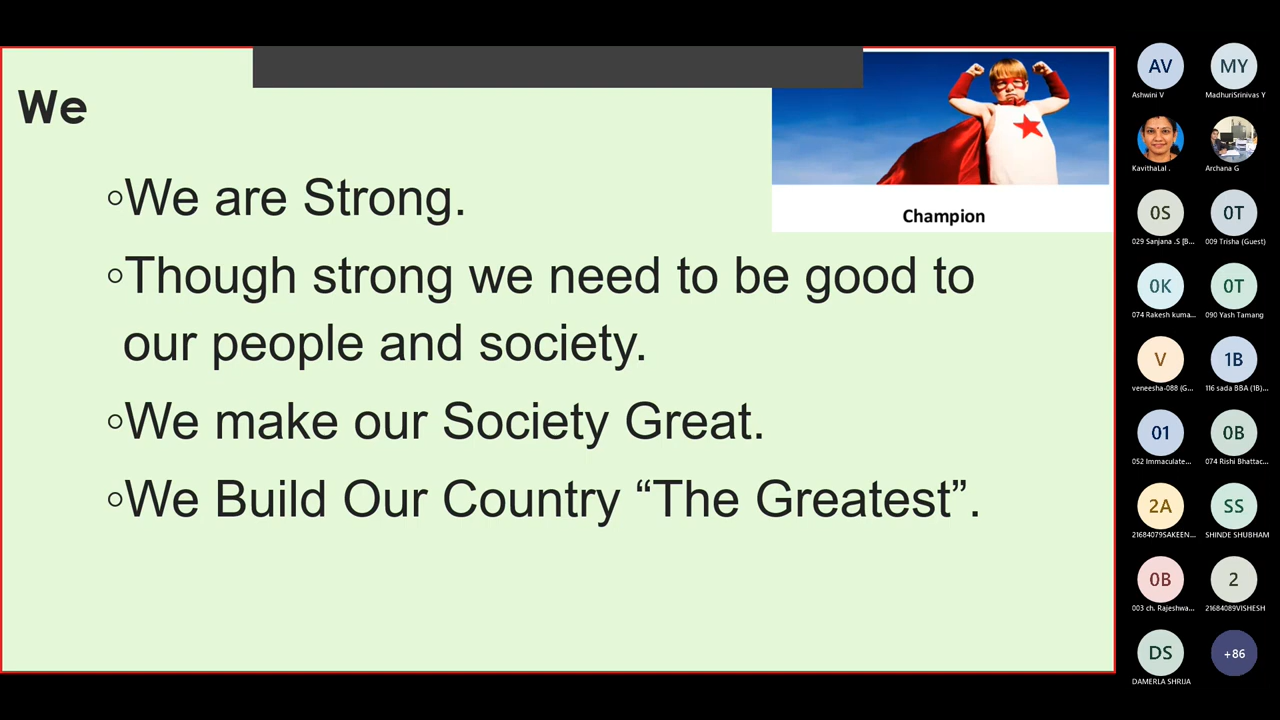 We
Champion
◦We are Strong.
◦Though strong we need to be good to
our people and society.
◦We make our Society Great.
◦We Build Our Country “The Greatest”.
AV MY
Ashwini V MadhuriSrinivas Y
KavithaLal . Archana G
0S 0T
029 Sanjana .S [B... 009 Trisha (Guest)
0K 0T
074 Rakesh kuma... 090 Yash Tamang
V 1B
veneesha-088 (G... 116 sada BBA (1B)...
01 0B
052 Immaculate... 074 Rishi Bhattac...
2A SS
21684079SAKEEN... SHINDE SHUBHAM
0B 2
003 ch. Rajeshwa... 21684089VISHESH
DS +86
DAMERLA SHRIJA